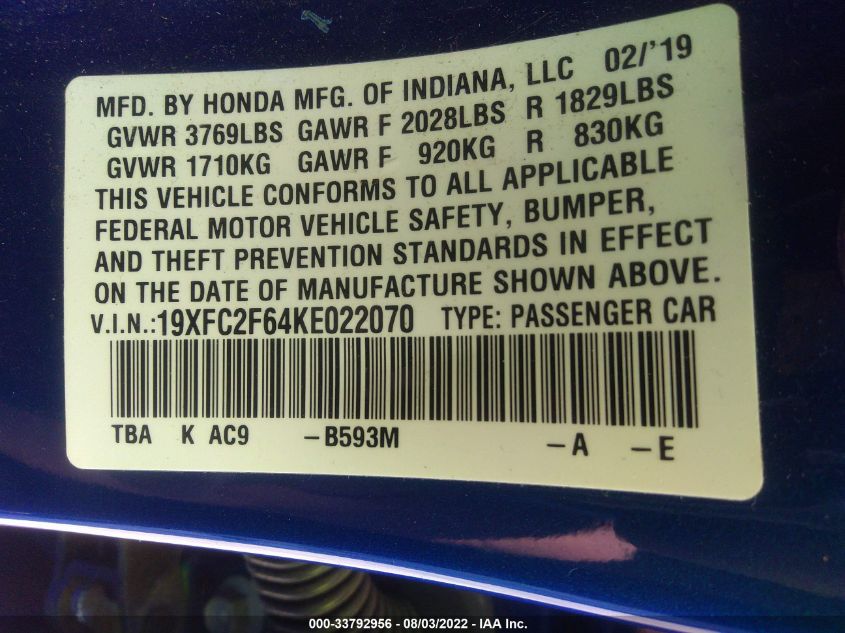 MFD. BY HONDA MFG. OF INDIANA, LLC 02/'19
GVWR 3769LBS GAWR F 2028LBS R 1829LBS
GVWR 1710KG GAWR F 920KG R 830KG
THIS VEHICLE CONFORMS TO ALL APPLICABLE
FEDERAL MOTOR VEHICLE SAFETY, BUMPER,
AND THEFT PREVENTION STANDARDS IN EFFECT
ON THE DATE OF MANUFACTURE SHOWN ABOVE.
V.I.N.:19XFC2F64KE022070 TYPE: PASSENGER CAR
TBA K AC9 -B593M -A -E
000-33792956 - 08/03/2022 - IAA Inc.